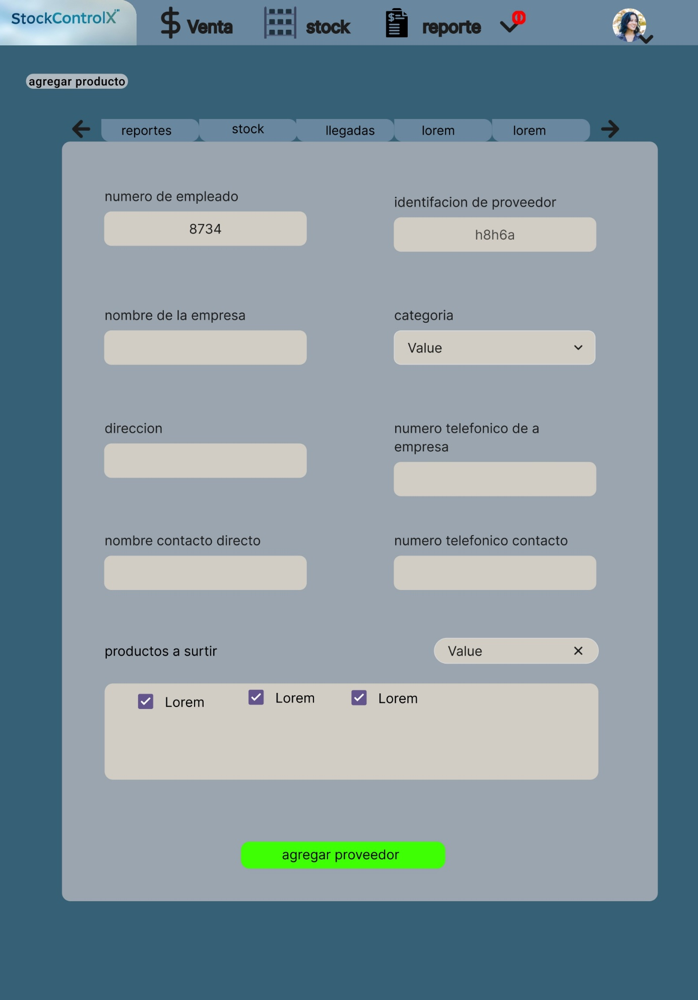 StockControlX™
Venta
stock
reporte
0
agregar producto
reportes
stock
llegadas
lorem
lorem
numero de empleado
8734
identifacion de proveedor
h8h6a
nombre de la empresa
categoria
Value
direccion
numero telefonico de a
empresa
nombre contacto directo
numero telefonico contacto
productos a surtir
Value
Lorem
Lorem
Lorem
agregar proveedor